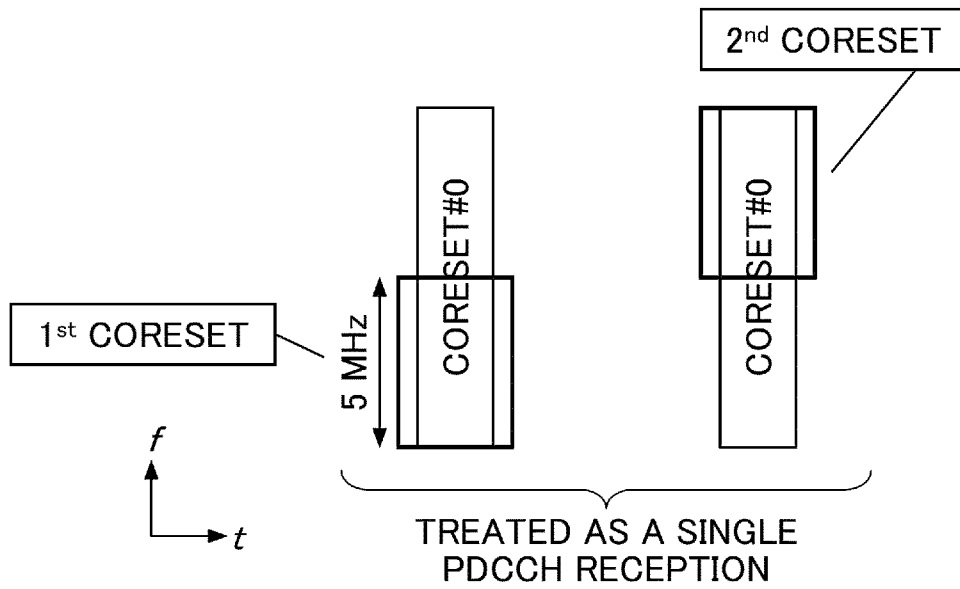 2nd CORESET
CORESET#0
CORESET#0
1st CORESET
5 MHz
f
t
TREATED AS A SINGLE
PDCCH RECEPTION